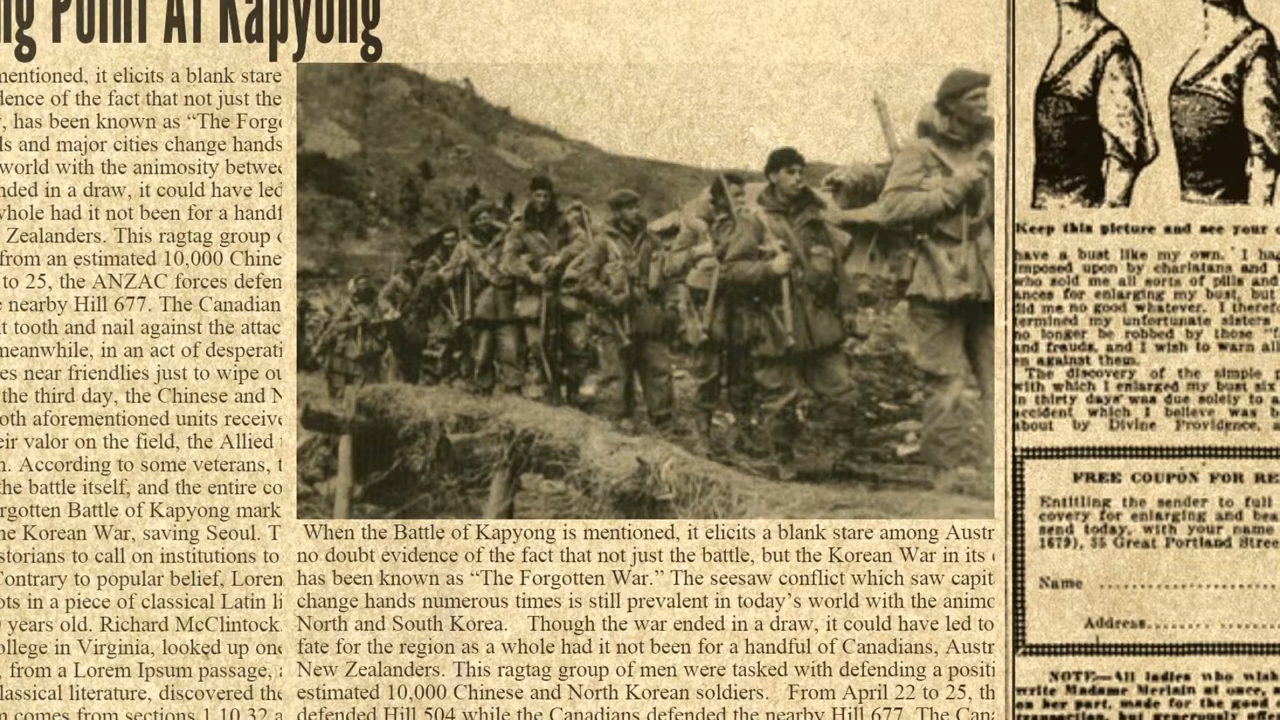 ng Point At Kapyong
mentioned, it elicits a blank stare
dence of the fact that not just the
, has been known as “The Forg
ls and major cities change hands
world with the animosity betwee
nded in a draw, it could have led
whole had it not been for a handf
Zealanders. This ragtag group
from an estimated 10,000 Chine
to 25, the ANZAC forces defen
e nearby Hill 677. The Canadian
t tooth and nail against the attac
meanwhile, in an act of desperati
es near friendlies just to wipe ou
the third day, the Chinese and N
oth aforementioned units receive
eir valor on the field, the Allied
n. According to some veterans, t
the battle itself, and the entire co
rgotten Battle of Kapyong mark
he Korean War, saving Seoul. T
storians to call on institutions to
Contrary to popular belief, Loren
ots in a piece of classical Latin li
years old. Richard McClintock
ollege in Virginia, looked up one
, from a Lorem Ipsum passage,
lassical literature, discovered the
m comes from sections 1.10.32 a
When the Battle of Kapyong is mentioned, it elicits a blank stare among Austr
no doubt evidence of the fact that not just the battle, but the Korean War in its
has been known as “The Forgotten War.” The seesaw conflict which saw capit
change hands numerous times is still prevalent in today’s world with the animo
North and South Korea. Though the war ended in a draw, it could have led to
fate for the region as a whole had it not been for a handful of Canadians, Austr
New Zealanders. This ragtag group of men were tasked with defending a positi
estimated 10,000 Chinese and North Korean soldiers. From April 22 to 25, th
defended Hill 504 while the Canadians defended the nearby Hill 677. The Can
Keep this picture and see your
have a bust like my own. I ha
imposed upon by charlatans and
who sold me all sorts of pills and
ances for enlarging my bust, but
did me no good whatever. I theref
termined my unfortunate sisters
no longer be robbed by those "
and frauds, and I wish to warn all
en against them.
The discovery of the simple p
with which I enlarged my bust six
in thirty days was due solely to a
accident which I believe was b
about by Divine Providence, a
FREE COUPON FOR RE
Entitling the sender to full
covery for enlarging and bea
send today, with your name
1679), 35 Great Portland Stree
Name
Address
NOTE—All ladies who wish
write Madame Merlain at once, a
on her part, made for the good